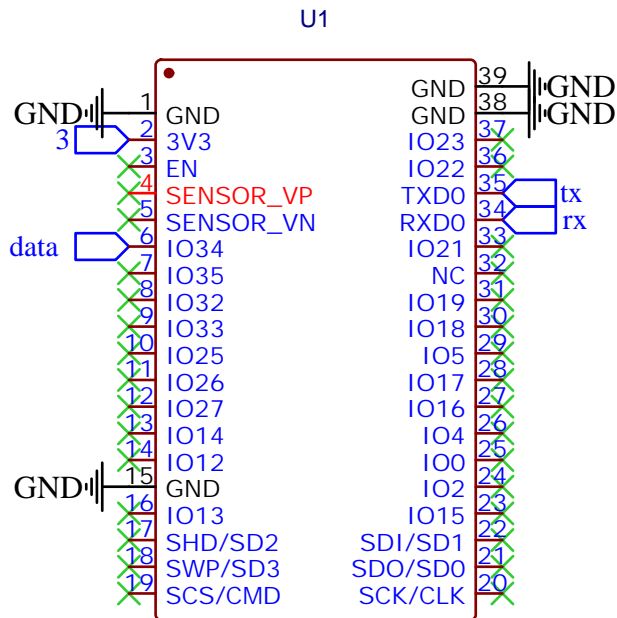 U1
GND 1 GND
3 2 3V3
3 EN
4 SENSOR_VP
5 SENSOR_VN
data 6 IO34
7 IO35
8 IO32
9 IO33
10 IO25
11 IO26
12 IO27
13 IO14
14 IO12
GND 15 GND
16 IO13
17 SHD/SD2
18 SWP/SD3
19 SCS/CMD
GND 39 GND
GND 38 GND
IO23 37
IO22 36
TXD0 35 tx
RXD0 34 rx
IO21 33
NC 32
IO19 31
IO18 30
IO5 29
IO17 28
IO16 27
IO4 26
IO0 25
IO2 24
IO15 23
SDI/SD1 22
SDO/SD0 21
SCK/CLK 20